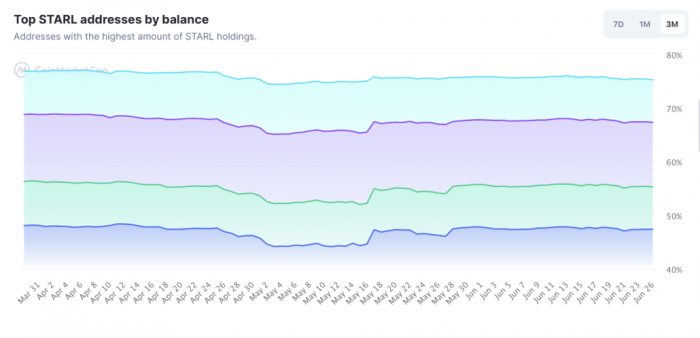 Top STARL addresses by balance
7D 1M 3M
Addresses with the highest amount of STARL holdings.
CoinMarketCap
80%
70%
60%
50%
40%
Mar 31 Apr 2 Apr 4 Apr 6 Apr 8 Apr 10 Apr 12 Apr 14 Apr 16 Apr 18 Apr 20 Apr 22 Apr 24 Apr 26 Apr 28 Apr 30 May 2 May 4 May 6 May 8 May 10 May 12 May 14 May 16 May 18 May 20 May 22 May 24 May 26 May 28 May 30 Jun 1 Jun 3 Jun 5 Jun 7 Jun 9 Jun 11 Jun 13 Jun 15 Jun 17 Jun 19 Jun 21 Jun 23 Jun 26